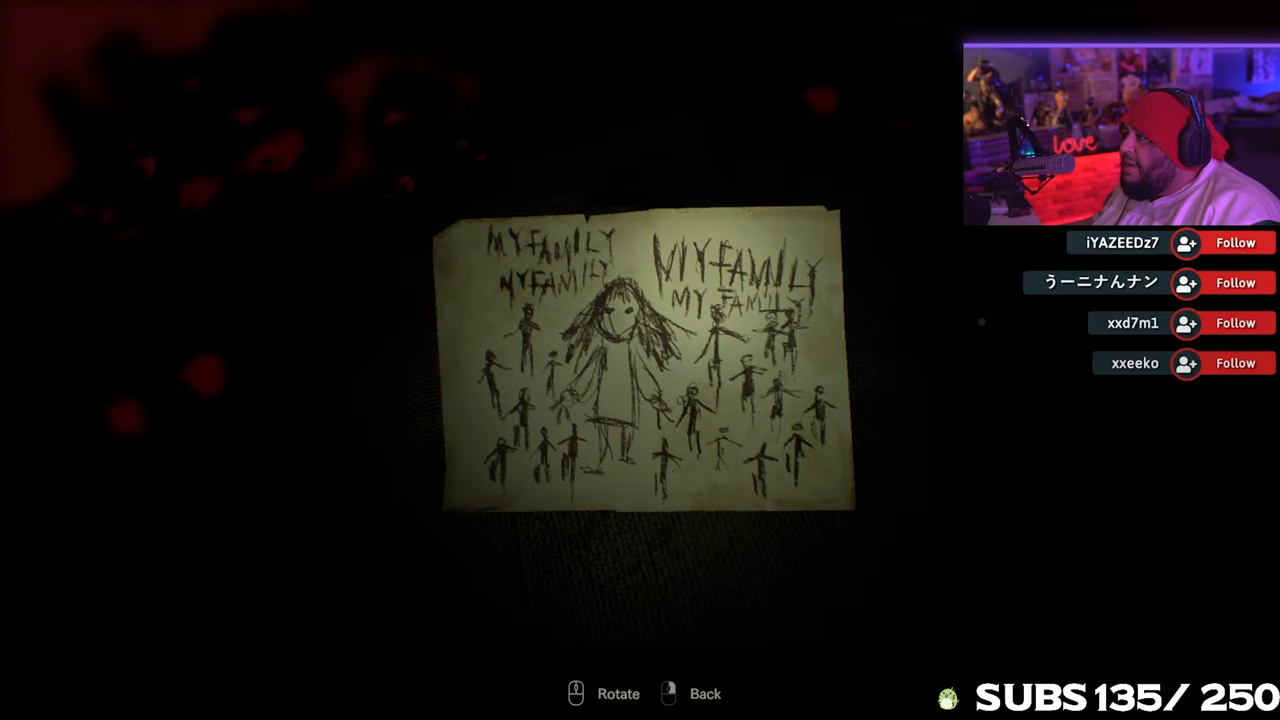 MY FAMILY
MY FAMILY
MY FAMILY
MY FAMILY
love
iYAZEEDz7 Follow
うーニナんナン Follow
xxd7m1 Follow
xxeeko Follow
Rotate Back
SUBS 135/ 250